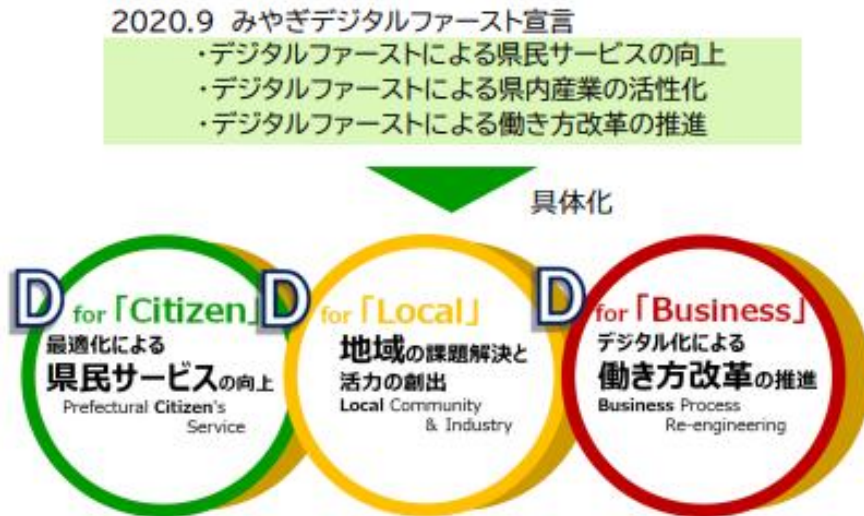 2020.9 みやぎデジタルファースト宣言
・デジタルファーストによる県民サービスの向上
・デジタルファーストによる県内産業の活性化
・デジタルファーストによる働き方改革の推進
具体化
D for「Citizen」
最適化による
県民サービスの向上
Prefectural Citizen's
Service
D for「Local」
地域の課題解決と
活力の創出
Local Community
& Industry
D for「Business」
デジタル化による
働き方改革の推進
Business Process
Re-engineering